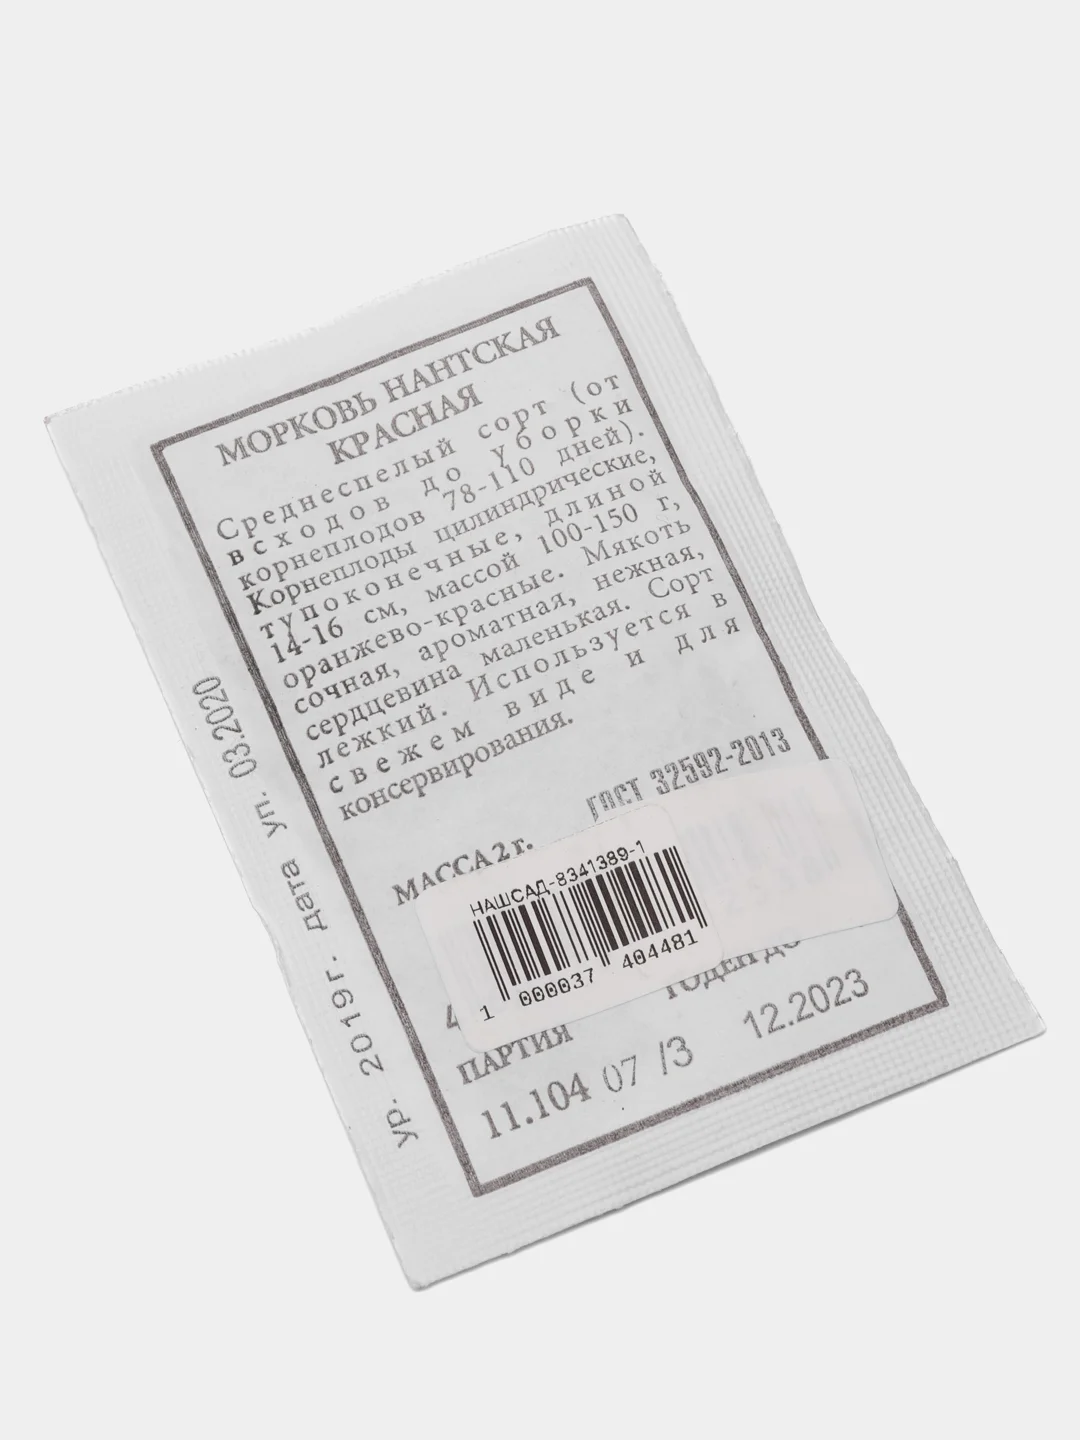 МОРКОВЬ НАНТСКАЯ
КРАСНАЯ
Среднеспелый сорт (от
всходов до уборки
корнеплодов 78-110 дней).
Корнеплоды цилиндрические,
тупоконечные, длиной
14-16 см, массой 100-150 г,
оранжево-красные. Мякоть
сочная, ароматная, нежная,
сердцевина маленькая. Сорт
лежкий. Используется в
свежем виде и для
консервирования.
ГОСТ 32592-2013
МАССА 2 г.
НАШСАД-8341389-1
1 000037 404481
ГОДЕН ДО
ПАРТИЯ
12.2023
11.104 07 /3
ур. 2019г. дата уп. 03.2020